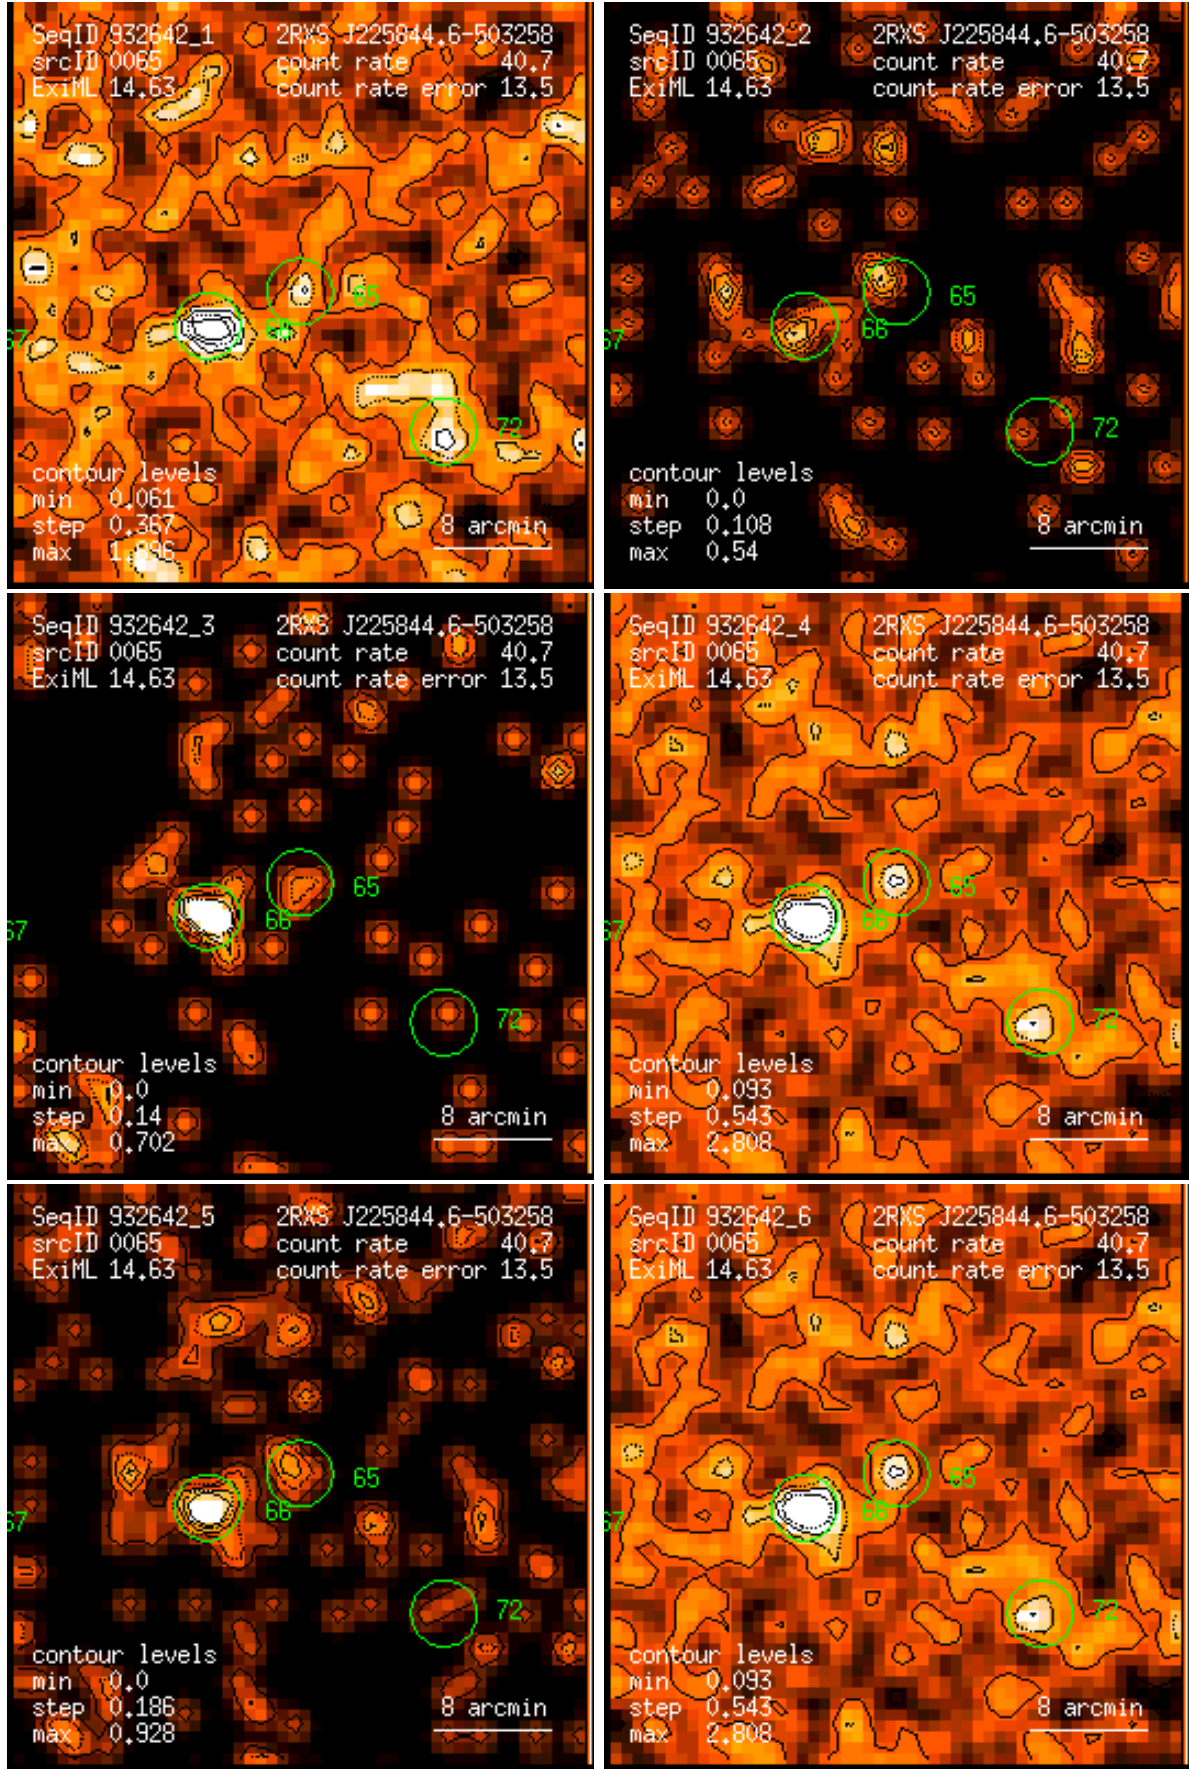 SeqID 932642_1 2RXS J225844.6-503258
srcID 0065 count rate 40.7
ExiML 14.63 count rate error 13.5
65
66
67
72
contour levels
min 0.061
step 0.367 8 arcmin
max 1.896
SeqID 932642_2 2RXS J225844.6-503258
srcID 0065 count rate 40.7
ExiML 14.63 count rate error 13.5
65
66
67
72
contour levels
min 0.0
step 0.108 8 arcmin
max 0.54
SeqID 932642_3 2RXS J225844.6-503258
srcID 0065 count rate 40.7
ExiML 14.63 count rate error 13.5
65
66
67
72
contour levels
min 0.0
step 0.14 8 arcmin
max 0.702
SeqID 932642_4 2RXS J225844.6-503258
srcID 0065 count rate 40.7
ExiML 14.63 count rate error 13.5
65
66
67
72
contour levels
min 0.093
step 0.543 8 arcmin
max 2.808
SeqID 932642_5 2RXS J225844.6-503258
srcID 0065 count rate 40.7
ExiML 14.63 count rate error 13.5
65
66
67
72
contour levels
min 0.0
step 0.186 8 arcmin
max 0.928
SeqID 932642_6 2RXS J225844.6-503258
srcID 0065 count rate 40.7
ExiML 14.63 count rate error 13.5
65
66
67
72
contour levels
min 0.093
step 0.543 8 arcmin
max 2.808